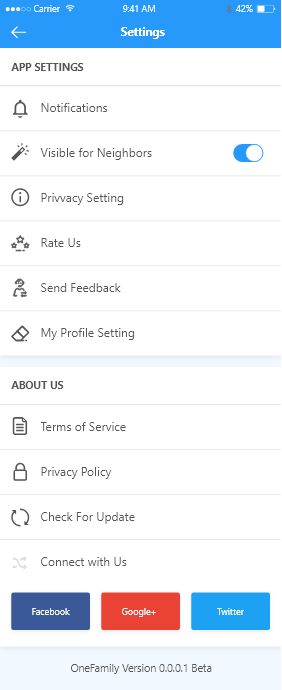 Carrier 9:41 AM 42%
Settings
APP SETTINGS
Notifications
Visible for Neighbors
Privvacy Setting
Rate Us
Send Feedback
My Profile Setting
ABOUT US
Terms of Service
Privacy Policy
Check For Update
Connect with Us
Facebook Google+ Twitter
OneFamily Version 0.0.0.1 Beta